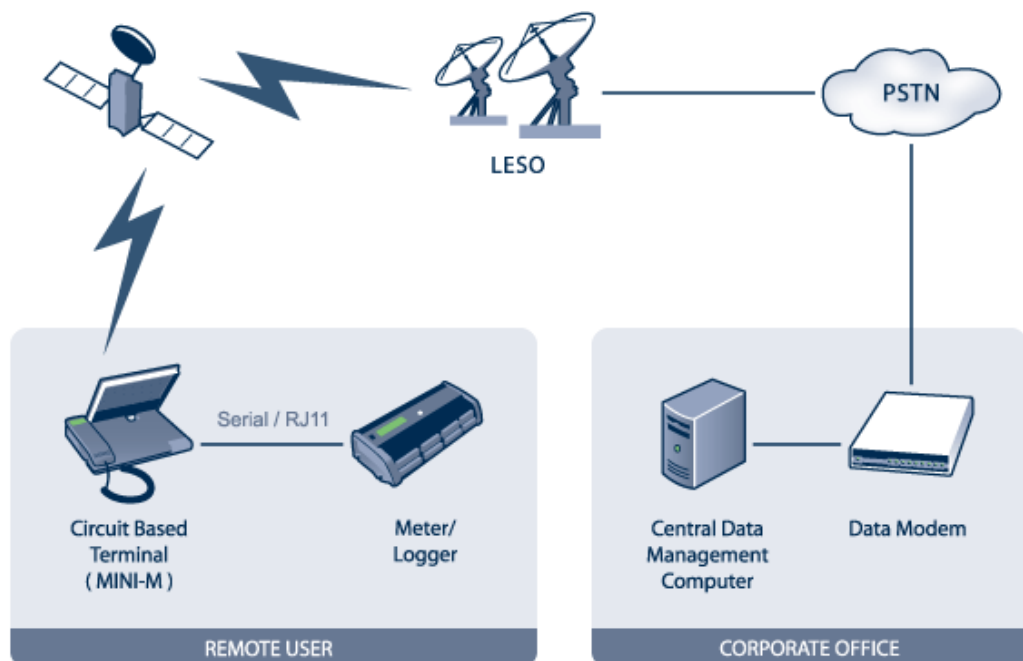 PSTN
LESO
Serial / RJ11
Circuit Based
Terminal
( MINI-M )
Meter/
Logger
Central Data
Management
Computer
Data Modem
REMOTE USER
CORPORATE OFFICE